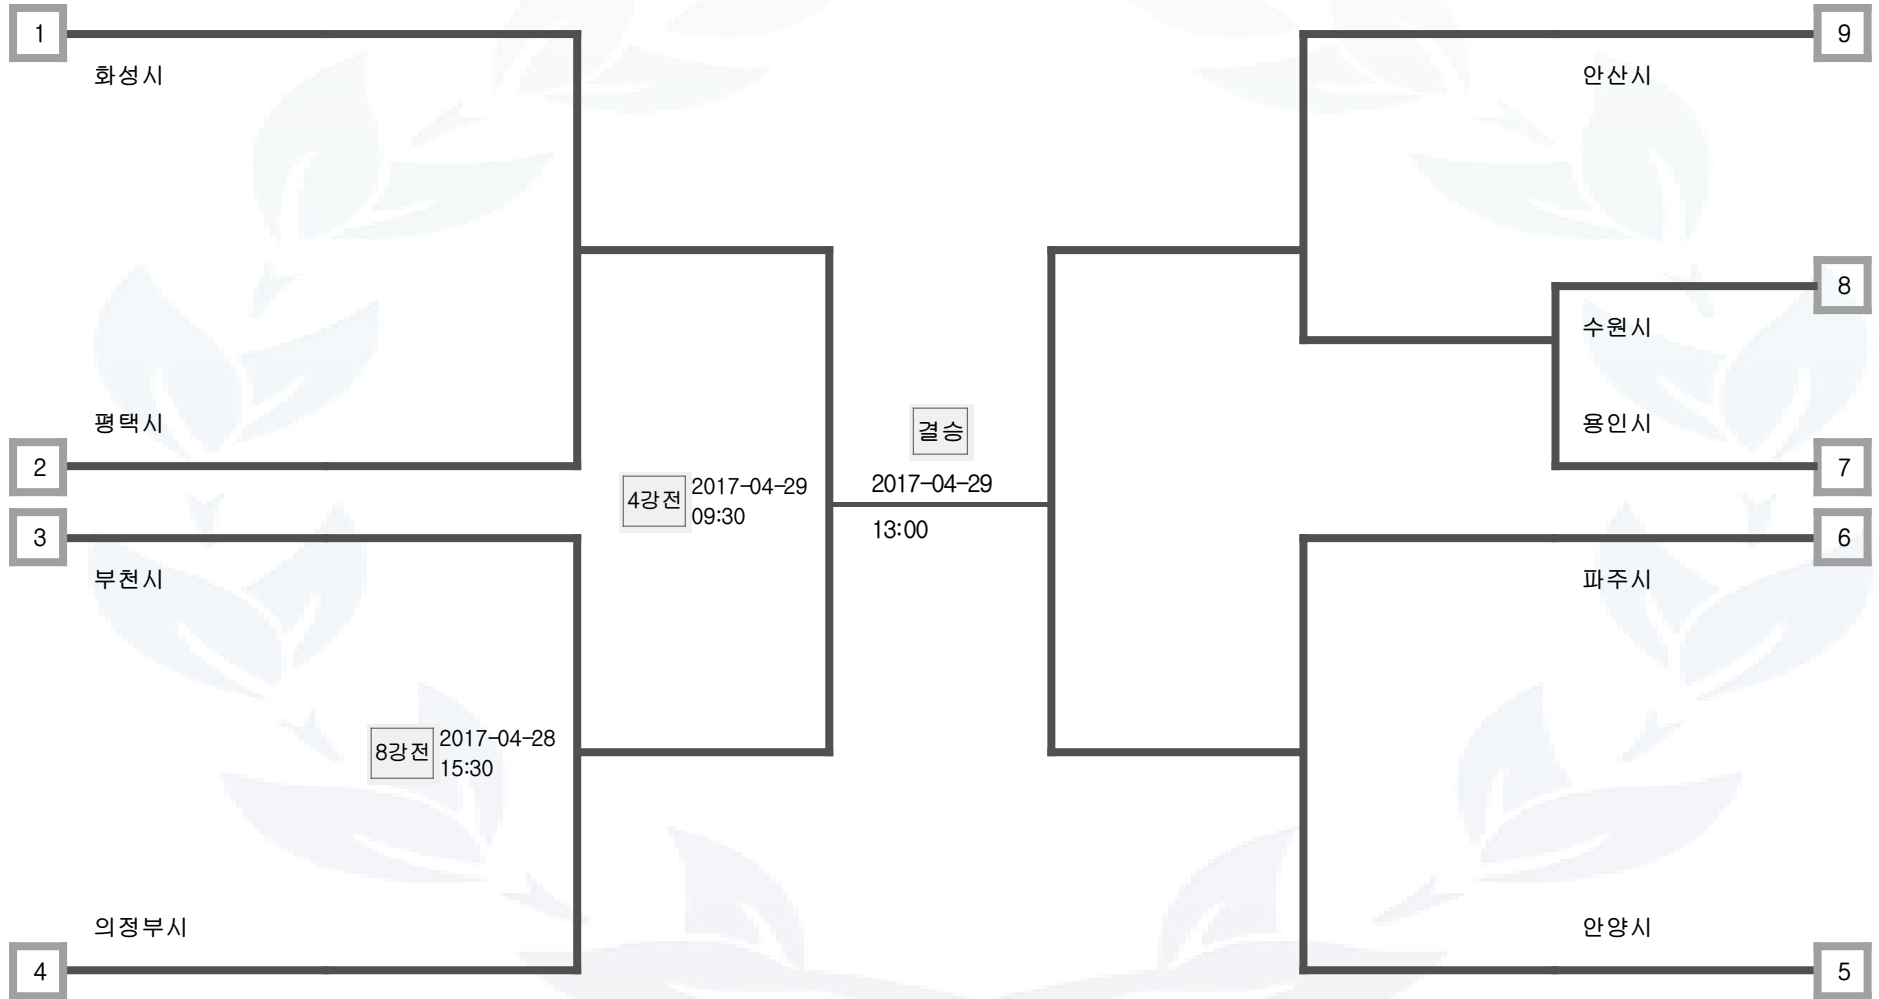 1
화성시
평택시
2
3
부천시
8강전
2017-04-28
15:30
의정부시
4
4강전
2017-04-29
09:30
결승
2017-04-29
13:00
9
안산시
8
수원시
용인시
7
6
파주시
안양시
5